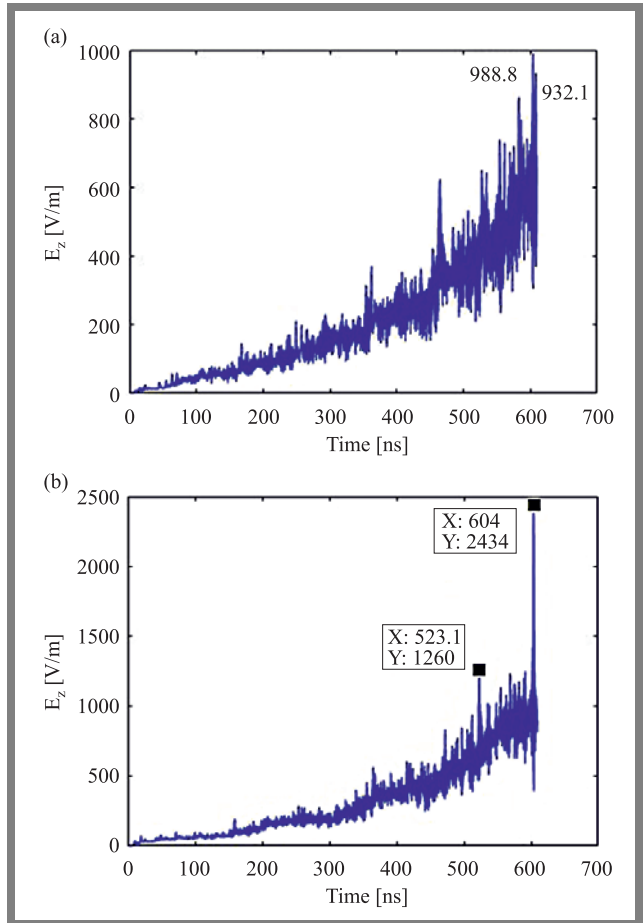 (a)
1000
800
600
400
200
0
E_z [V/m]
988.8
932.1
0 100 200 300 400 500 600 700
Time [ns]
(b)
2500
2000
1500
1000
500
0
E_z [V/m]
X: 604
Y: 2434
X: 523.1
Y: 1260
0 100 200 300 400 500 600 700
Time [ns]